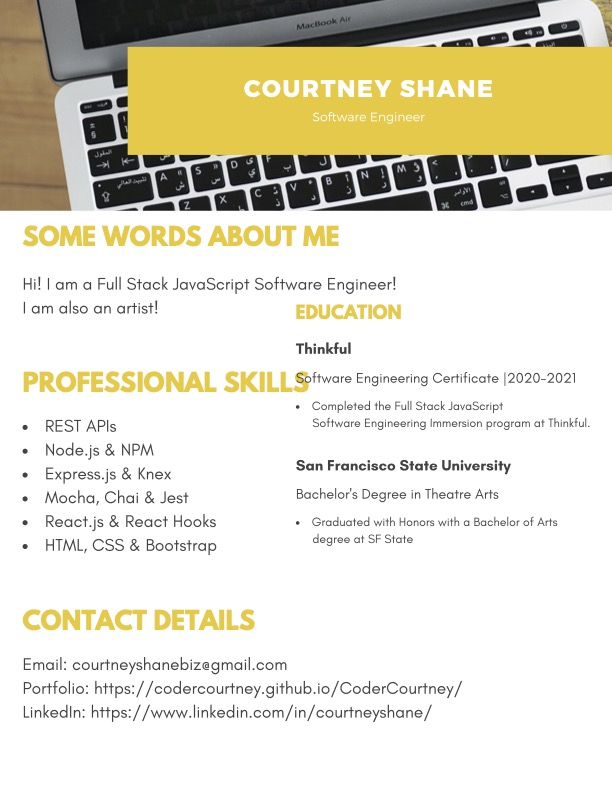 MacBook Air
COURTNEY SHANE
Software Engineer
SOME WORDS ABOUT ME
Hi! I am a Full Stack JavaScript Software Engineer!
I am also an artist!
PROFESSIONAL SKILLS
• REST APIs
• Node.js & NPM
• Express.js & Knex
• Mocha, Chai & Jest
• React.js & React Hooks
• HTML, CSS & Bootstrap
EDUCATION
Thinkful
Software Engineering Certificate |2020-2021
• Completed the Full Stack JavaScript
Software Engineering Immersion program at Thinkful.
San Francisco State University
Bachelor's Degree in Theatre Arts
• Graduated with Honors with a Bachelor of Arts
degree at SF State
CONTACT DETAILS
Email: courtneyshanebiz@gmail.com
Portfolio: https://codercourtney.github.io/CoderCourtney/
LinkedIn: https://www.linkedin.com/in/courtneyshane/